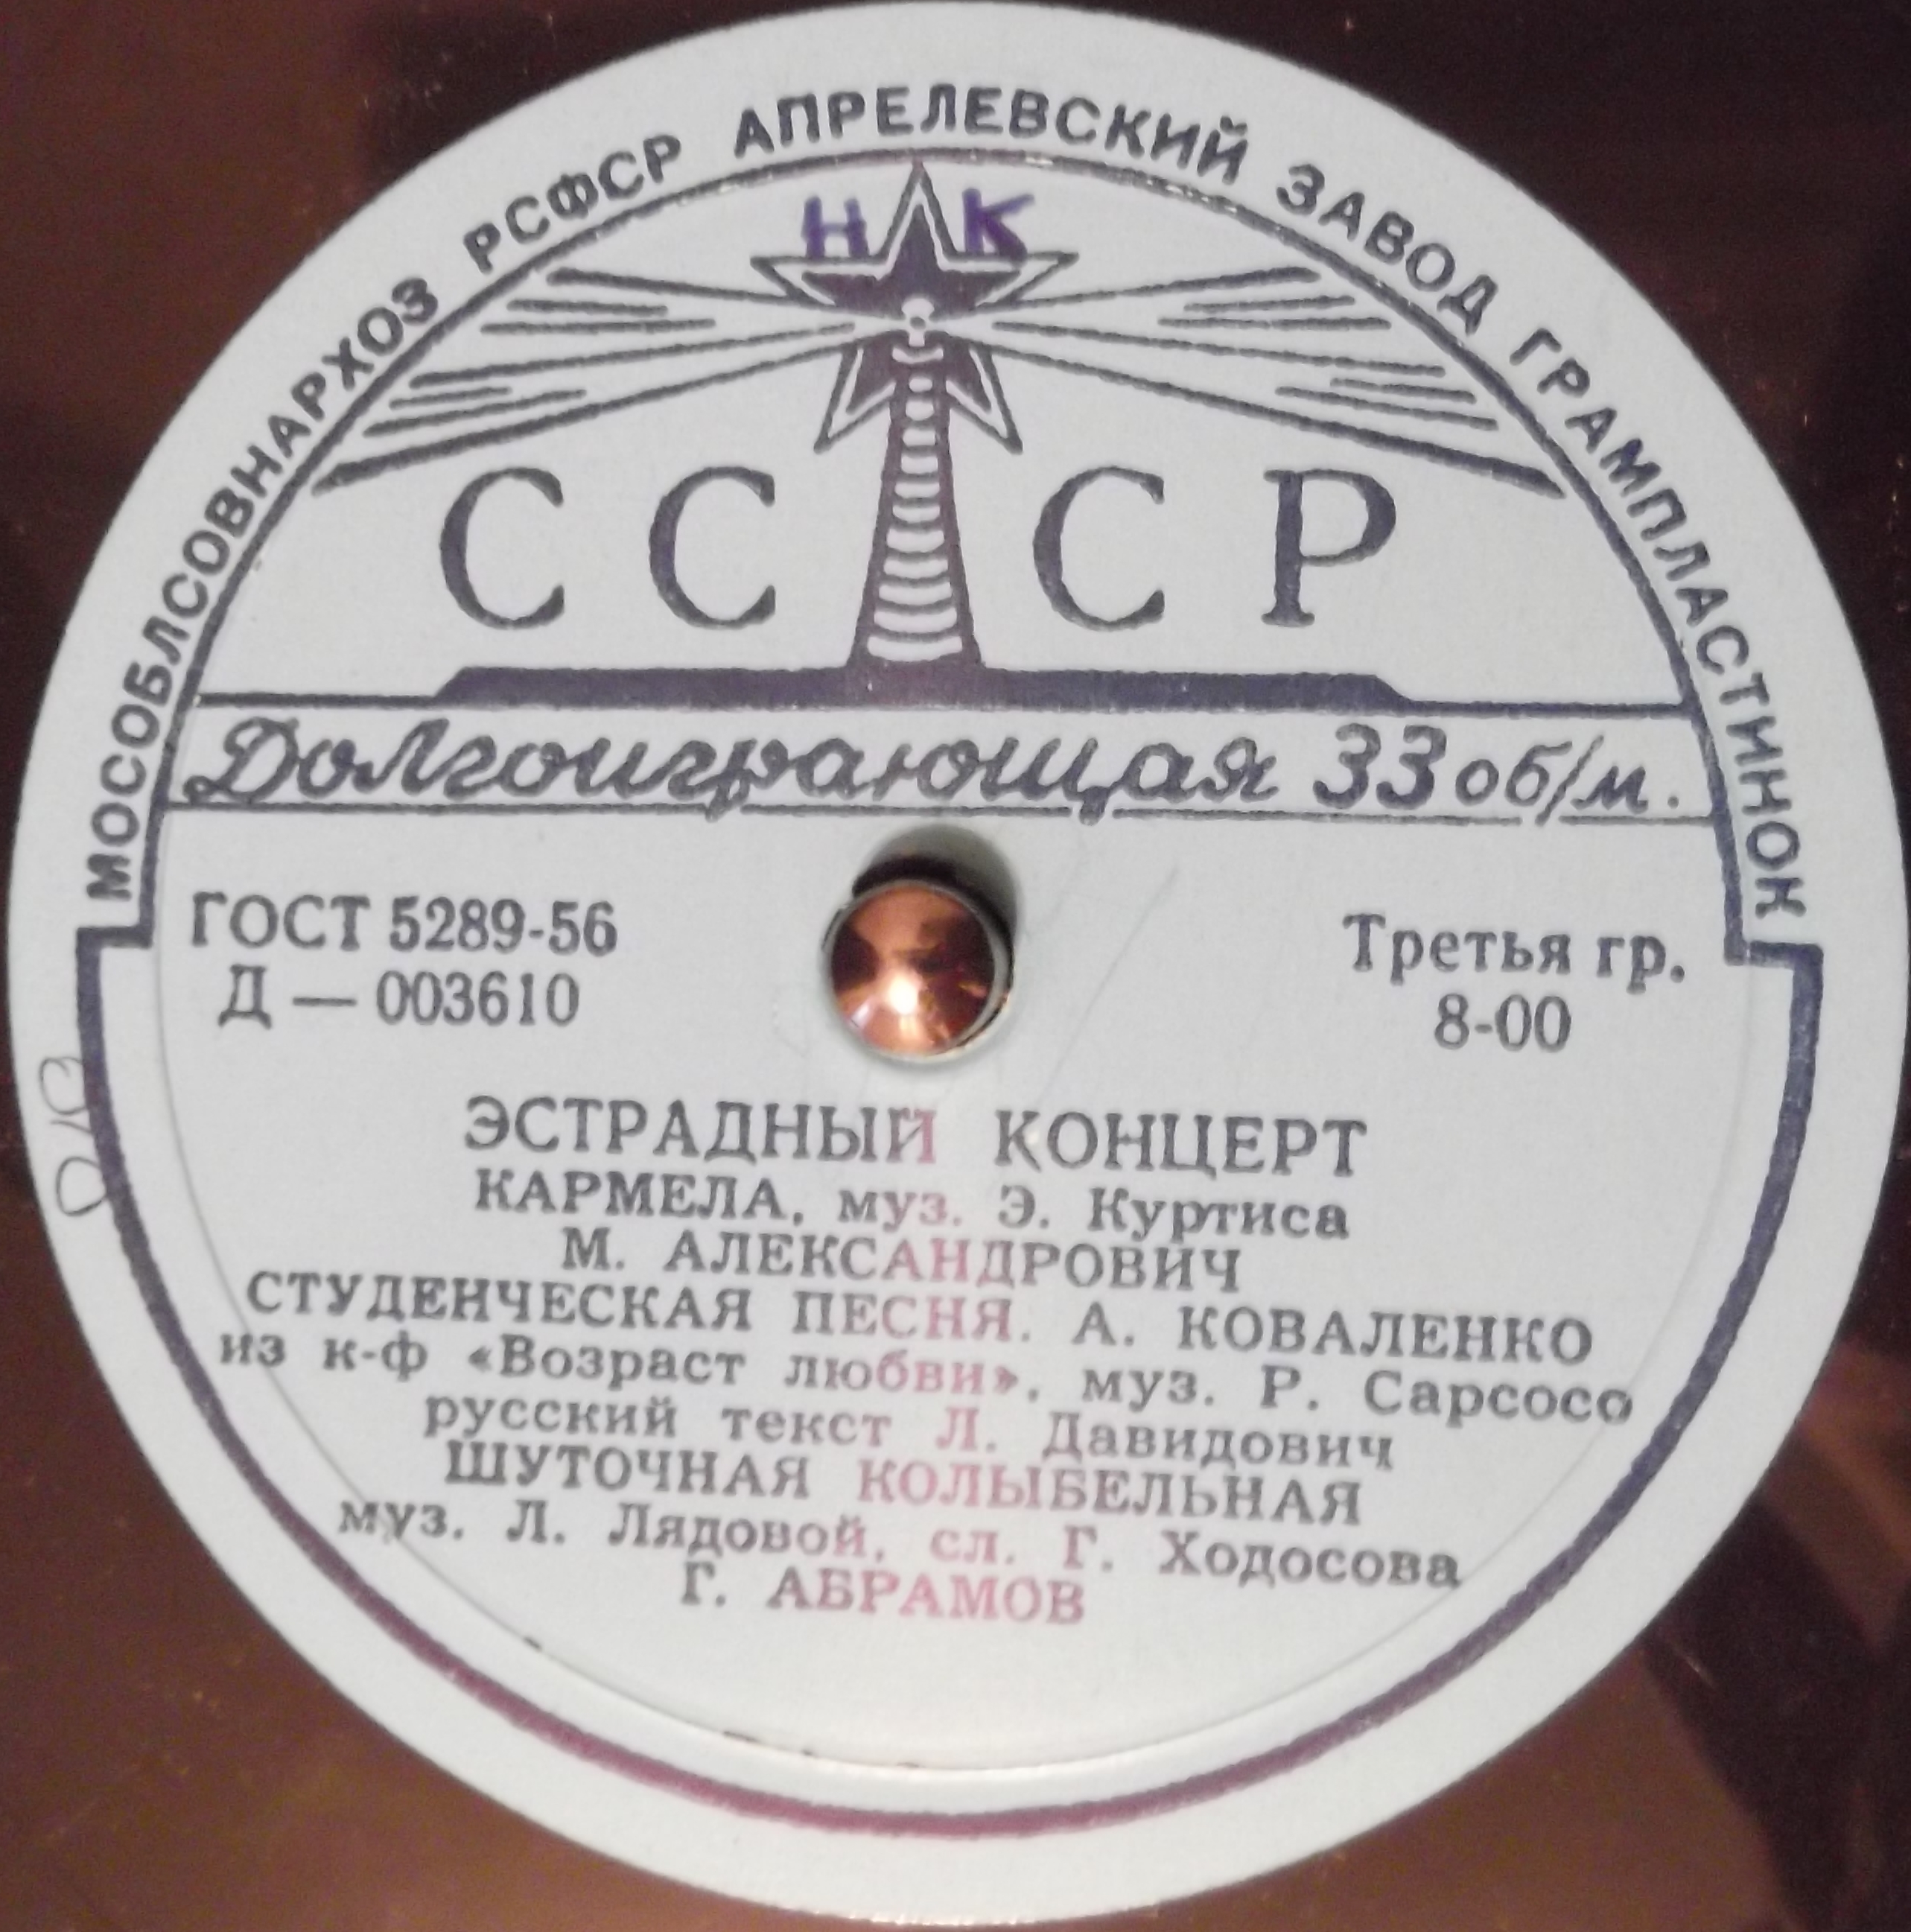 МОСОБЛСОВНАРХОЗ РСФСР АПРЕЛЕВСКИЙ ЗАВОД ГРАМПЛАСТИНОК
Н К
СССР
Долгоиграющая 33 об/м.
ГОСТ 5289-56
Д — 003610
Третья гр.
8-00
ЭСТРАДНЫЙ КОНЦЕРТ
КАРМЕЛА, муз. Э. Куртиса
М. АЛЕКСАНДРОВИЧ
СТУДЕНЧЕСКАЯ ПЕСНЯ. А. КОВАЛЕНКО
из к-ф «Возраст любви», муз. Р. Сарсосо
русский текст Л. Давидович
ШУТОЧНАЯ КОЛЫБЕЛЬНАЯ
муз. Л. Лядовой, сл. Г. Ходосова
Г. АБРАМОВ